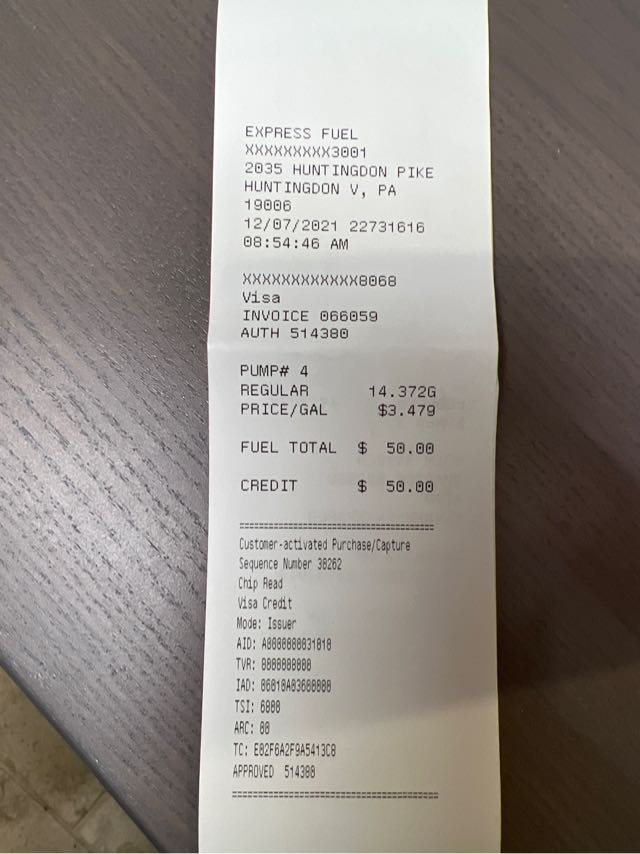 EXPRESS FUEL
XXXXXXXXX3001
2035 HUNTINGDON PIKE
HUNTINGDON V, PA
19006
12/07/2021 22731616
08:54:46 AM
XXXXXXXXXXXX8068
Visa
INVOICE 066059
AUTH 514380
PUMP# 4
REGULAR 14.372G
PRICE/GAL $3.479
FUEL TOTAL $ 50.00
CREDIT $ 50.00
=======================================
Customer-activated Purchase/Capture
Sequence Number 38262
Chip Read
Visa Credit
Mode: Issuer
AID: A0000000031010
TVR: 0000000000
IAD: 06010A03600000
TSI: 6800
ARC: 00
TC: E82F6A2F9A5413C8
APPROVED 514380
=======================================